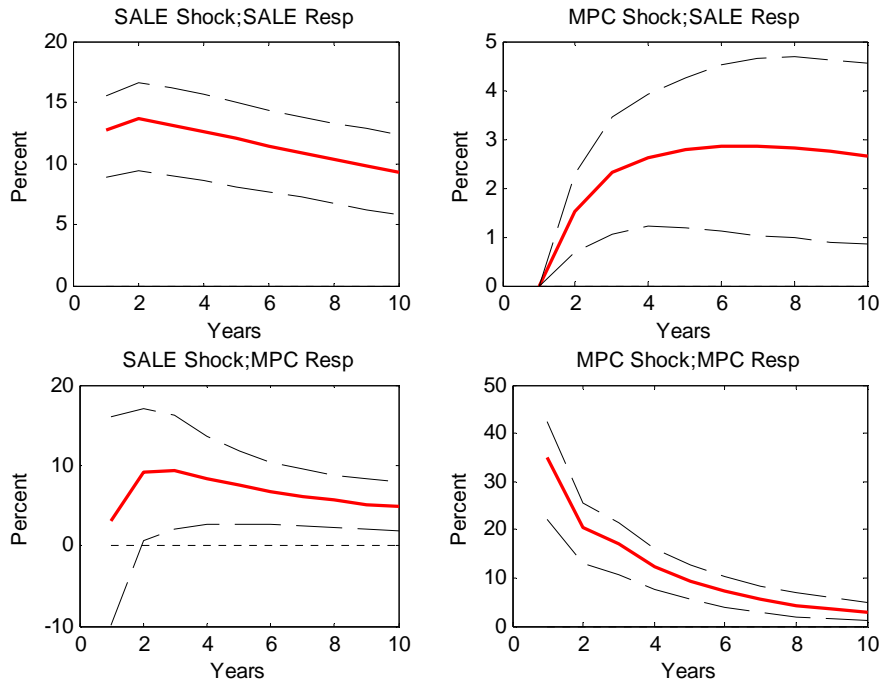 SALE Shock;SALE Resp
20
15
10
5
0
Percent
0 2 4 6 8 10
Years
MPC Shock;SALE Resp
5
4
3
2
1
0
Percent
0 2 4 6 8 10
Years
SALE Shock;MPC Resp
20
10
0
-10
Percent
0 2 4 6 8 10
Years
MPC Shock;MPC Resp
50
40
30
20
10
0
Percent
0 2 4 6 8 10
Years